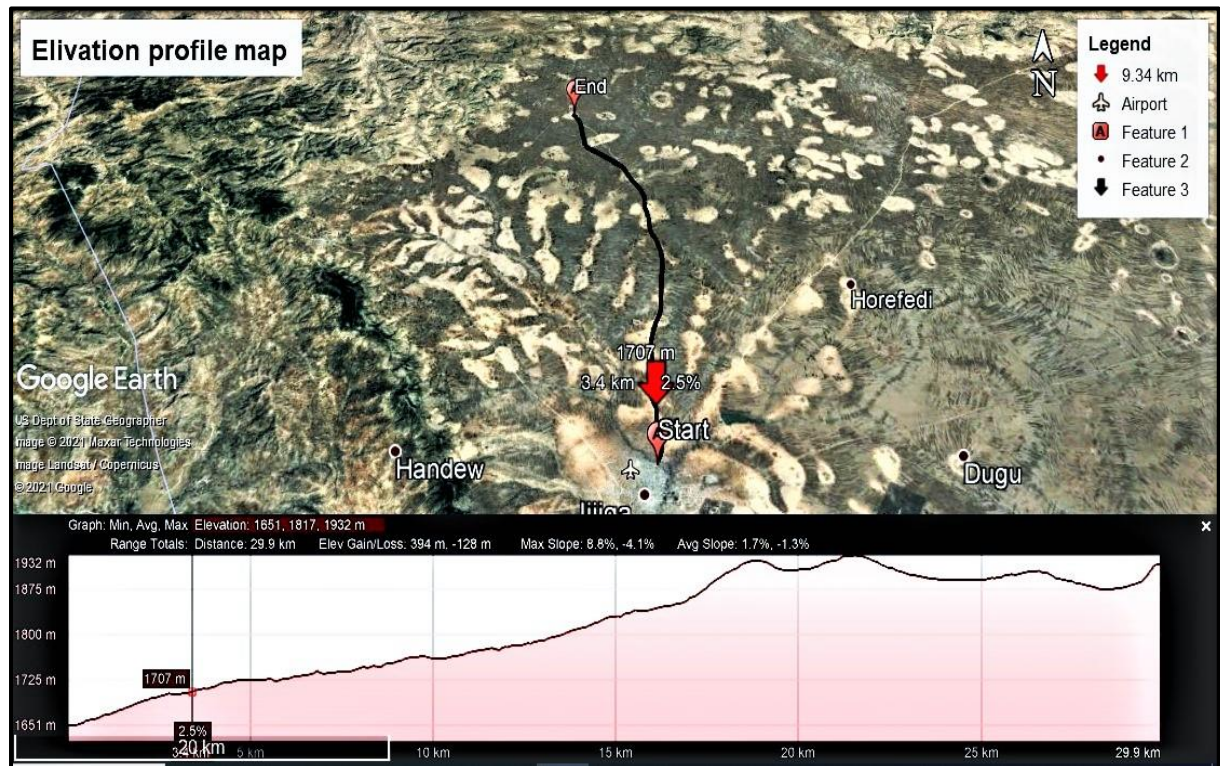 Elivation profile map
Legend
9.34 km
Airport
A Feature 1
Feature 2
Feature 3
N
End
Horefedi
1707 m
3.4 km 2.5%
Start
Handew
Dugu
Jijiga
Google Earth
US Dept of State Geographer
Image © 2021 Maxar Technologies
Image Landsat / Copernicus
© 2021 Google
Graph: Min, Avg, Max Elevation: 1651, 1817, 1932 m
Range Totals: Distance: 29.9 km Elev Gain/Loss: 394 m, -128 m Max Slope: 8.8%, -4.1% Avg Slope: 1.7%, -1.3%
1932 m
1875 m
1800 m
1725 m
1651 m
1707 m
2.5%
20 km
3.4 km 5 km 10 km 15 km 20 km 25 km 29.9 km